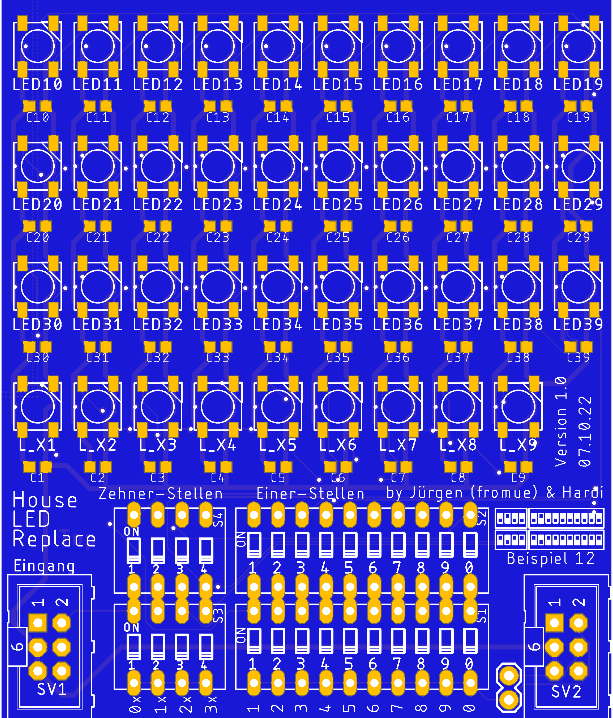 LED10 LED11 LED12 LED13 LED14 LED15 LED16 LED17 LED18 LED19
C10 C11 C12 C13 C14 C15 C16 C17 C18 C19
LED20 LED21 LED22 LED23 LED24 LED25 LED26 LED27 LED28 LED29
C20 C21 C22 C23 C24 C25 C26 C27 C28 C29
LED30 LED31 LED32 LED33 LED34 LED35 LED36 LED37 LED38 LED39
C30 C31 C32 C33 C34 C35 C36 C37 C38 C39
L_X1 L_X2 L_X3 L_X4 L_X5 L_X6 L_X7 L_X8 L_X9
C1 C2 C3 C4 C5 C6 C7 C8 C9
Version 1.0
07.10.22
Zehner-Stellen Einer-Stellen by Jürgen (fromue) & Hardi
House
LED
Replace
S4
ON
1 2 3 4
S2
ON
1 2 3 4 5 6 7 8 9 0
Beispiel 12
Eingang
1 2
6
SV1
S3
ON
1 2 3 4
0x 1x 2x 3x
S1
ON
1 2 3 4 5 6 7 8 9 0
1 2 3 4 5 6 7 8 9 0
1 2
6
SV2